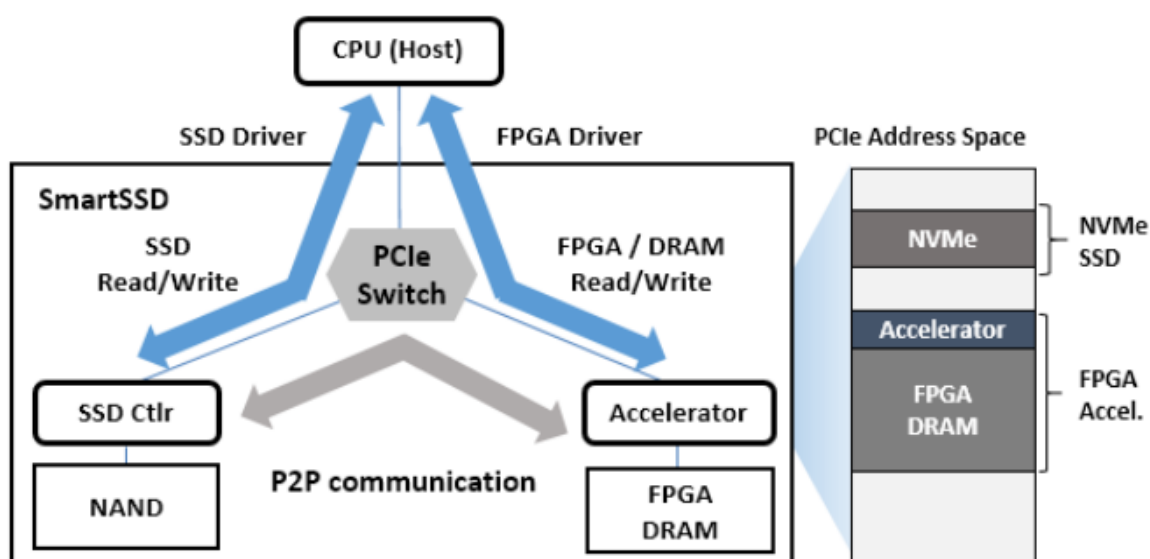 CPU (Host)
SSD Driver
FPGA Driver
PCIe Address Space
SmartSSD
SSD
Read/Write
PCIe
Switch
FPGA / DRAM
Read/Write
SSD Ctlr
NAND
P2P communication
Accelerator
FPGA
DRAM
NVMe
NVMe
SSD
Accelerator
FPGA
DRAM
FPGA
Accel.